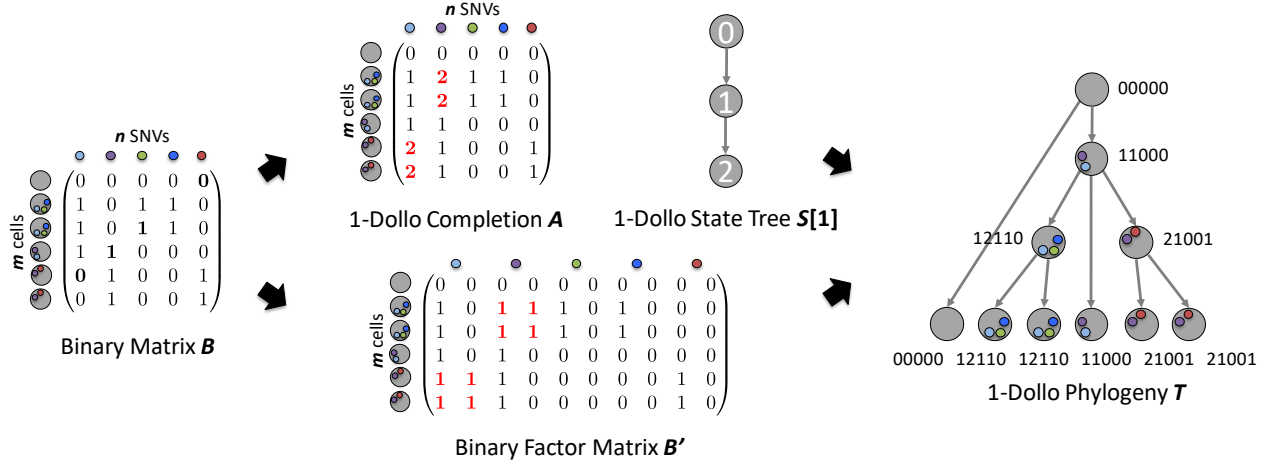 n SNVs
m cells
0 0 0 0 0
1 0 1 1 0
1 0 1 1 0
1 1 0 0 0
0 1 0 0 1
0 1 0 0 1
Binary Matrix B
n SNVs
m cells
0 0 0 0 0
1 2 1 1 0
1 2 1 1 0
1 1 0 0 0
2 1 0 0 1
2 1 0 0 1
1-Dollo Completion A
0
1
2
1-Dollo State Tree S[1]
m cells
0 0 0 0 0 0 0 0 0 0
1 0 1 1 1 0 1 0 0 0
1 0 1 1 1 0 1 0 0 0
1 0 1 0 0 0 0 0 0 0
1 1 1 0 0 0 0 0 1 0
1 1 1 0 0 0 0 0 1 0
Binary Factor Matrix B’
00000
11000
12110
21001
00000 12110 12110 11000 21001 21001
1-Dollo Phylogeny T